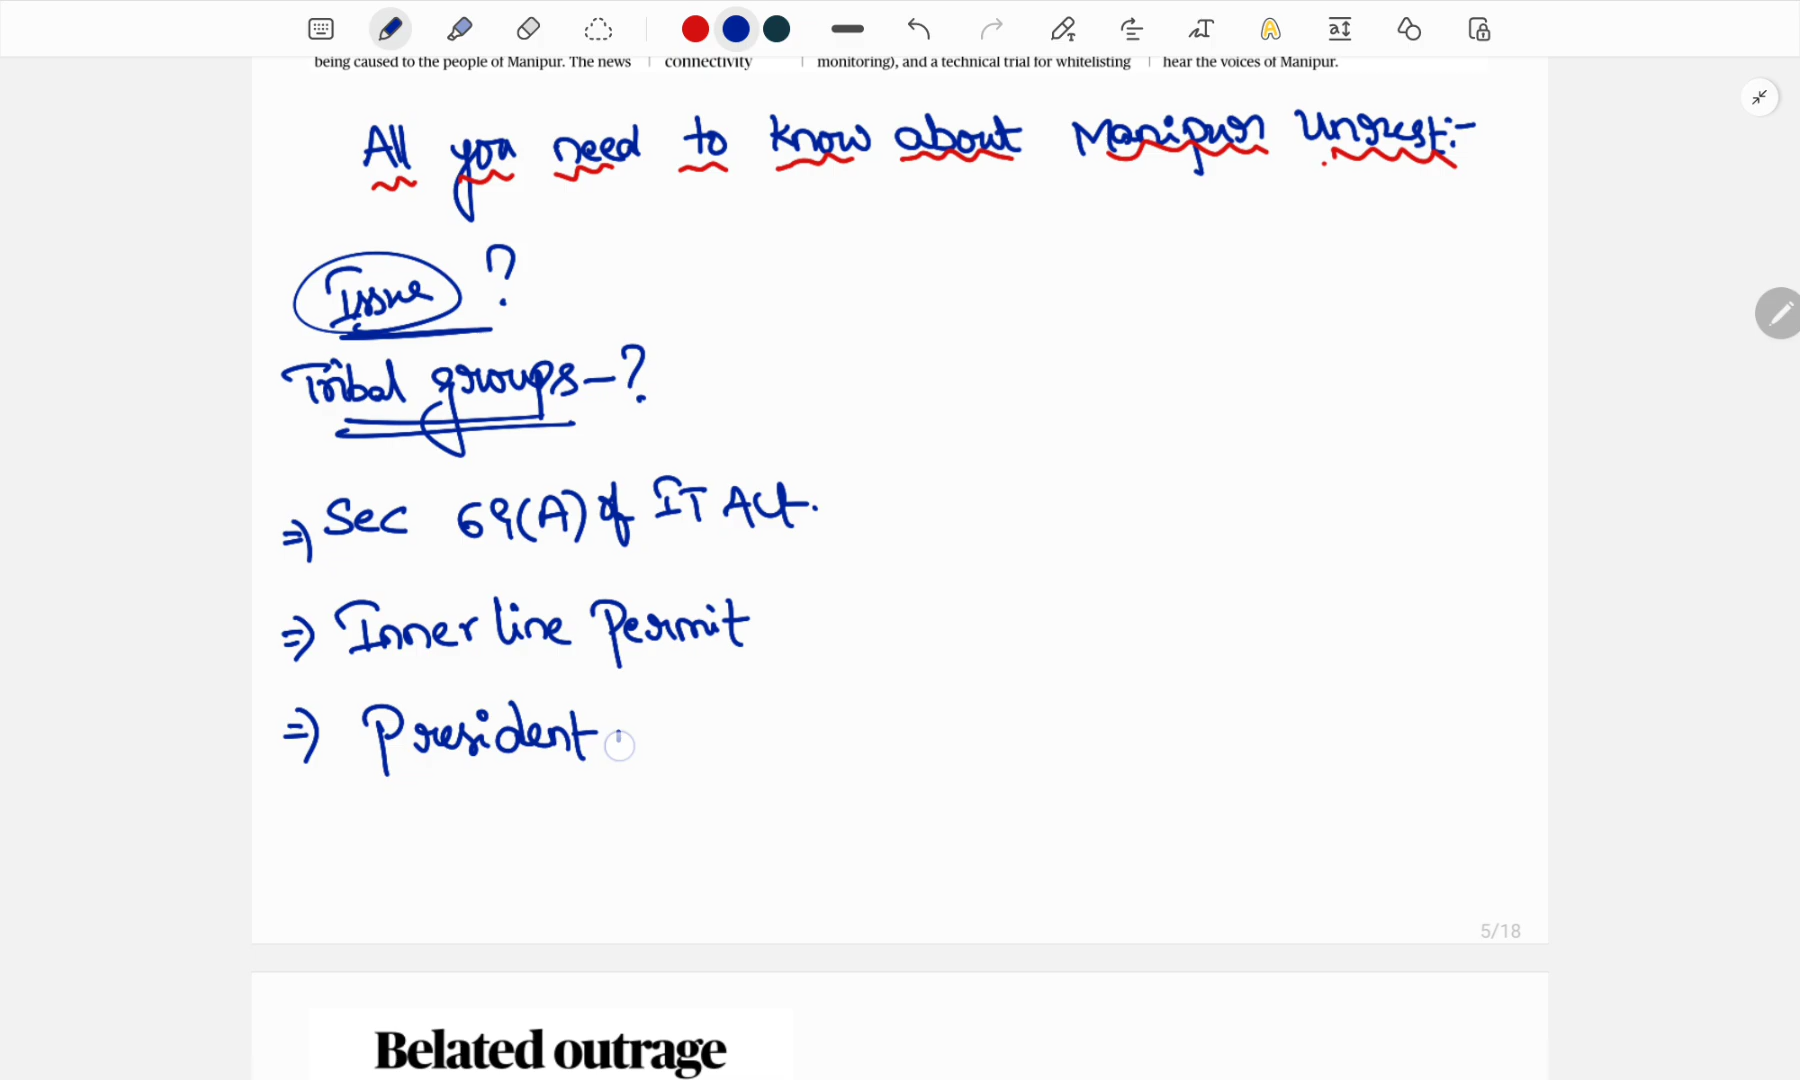 being caused to the people of Manipur. The news
connectivity
monitoring), and a technical trial for whitelisting
hear the voices of Manipur.
All you need to know about Manipur Unrest:-
Issue ?
Tribal groups - ?
⇒ Sec 69(A) of IT Act.
⇒ Inner line Permit
⇒ President
5/18
Belated outrage